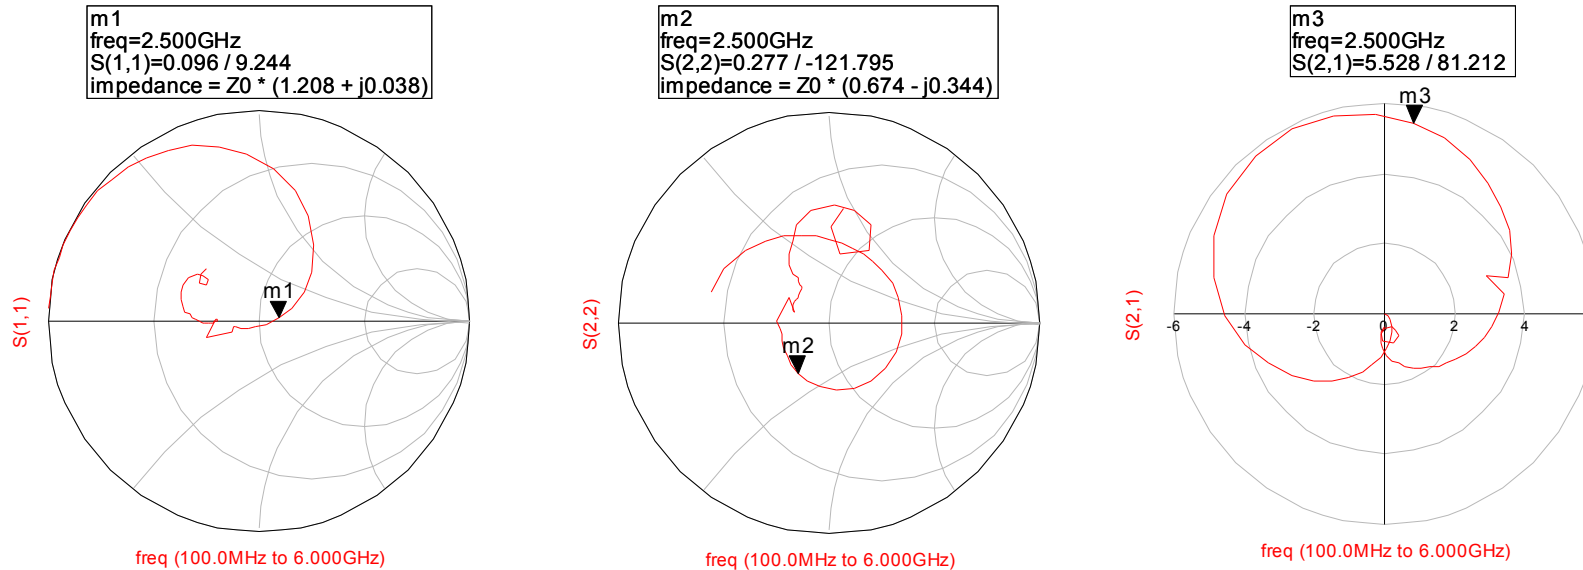 m1
freq=2.500GHz
S(1,1)=0.096 / 9.244
impedance = Z0 * (1.208 + j0.038)
m1
S(1,1)
freq (100.0MHz to 6.000GHz)
m2
freq=2.500GHz
S(2,2)=0.277 / -121.795
impedance = Z0 * (0.674 - j0.344)
m2
S(2,2)
freq (100.0MHz to 6.000GHz)
m3
freq=2.500GHz
S(2,1)=5.528 / 81.212
m3
-6 -4 -2 0 2 4
S(2,1)
freq (100.0MHz to 6.000GHz)